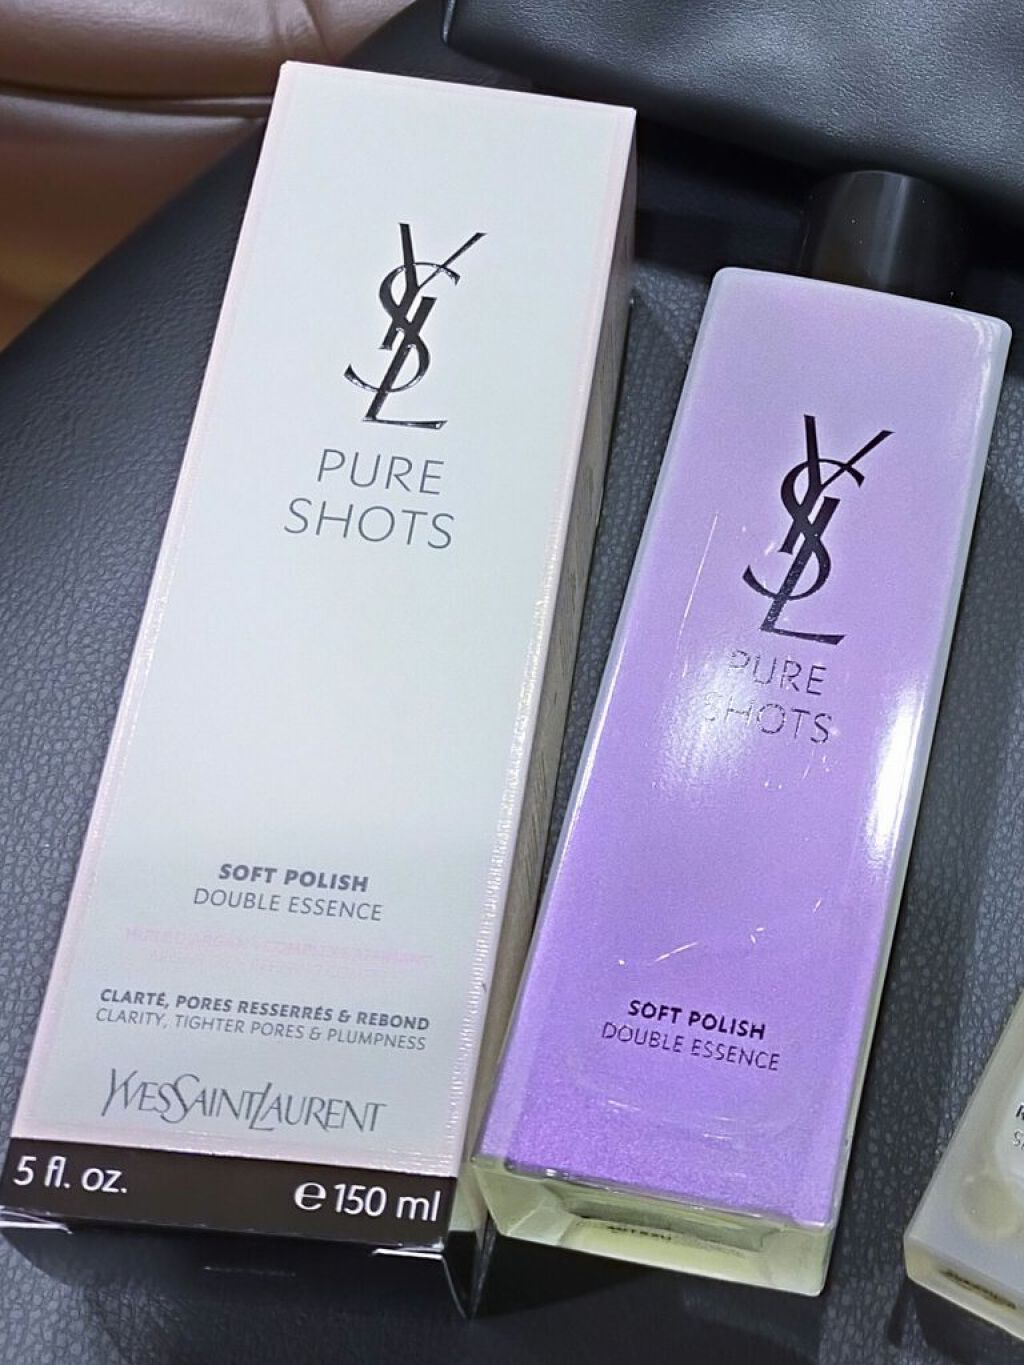 YSL
PURE
SHOTS
SOFT POLISH
DOUBLE ESSENCE
CLARTÉ, PORES RESSERRÉS & REBOND
CLARITY, TIGHTER PORES & PLUMPNESS
YVESSAINTLAURENT
5 fl. oz.
℮ 150 ml
YSL
PURE
SHOTS
SOFT POLISH
DOUBLE ESSENCE